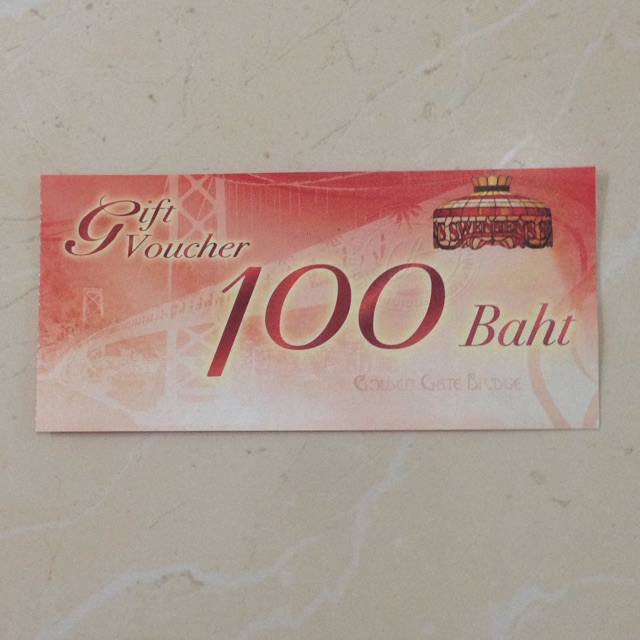 Gift
Voucher
SWENSEN'S
100 Baht
GOLDEN GATE BRIDGE